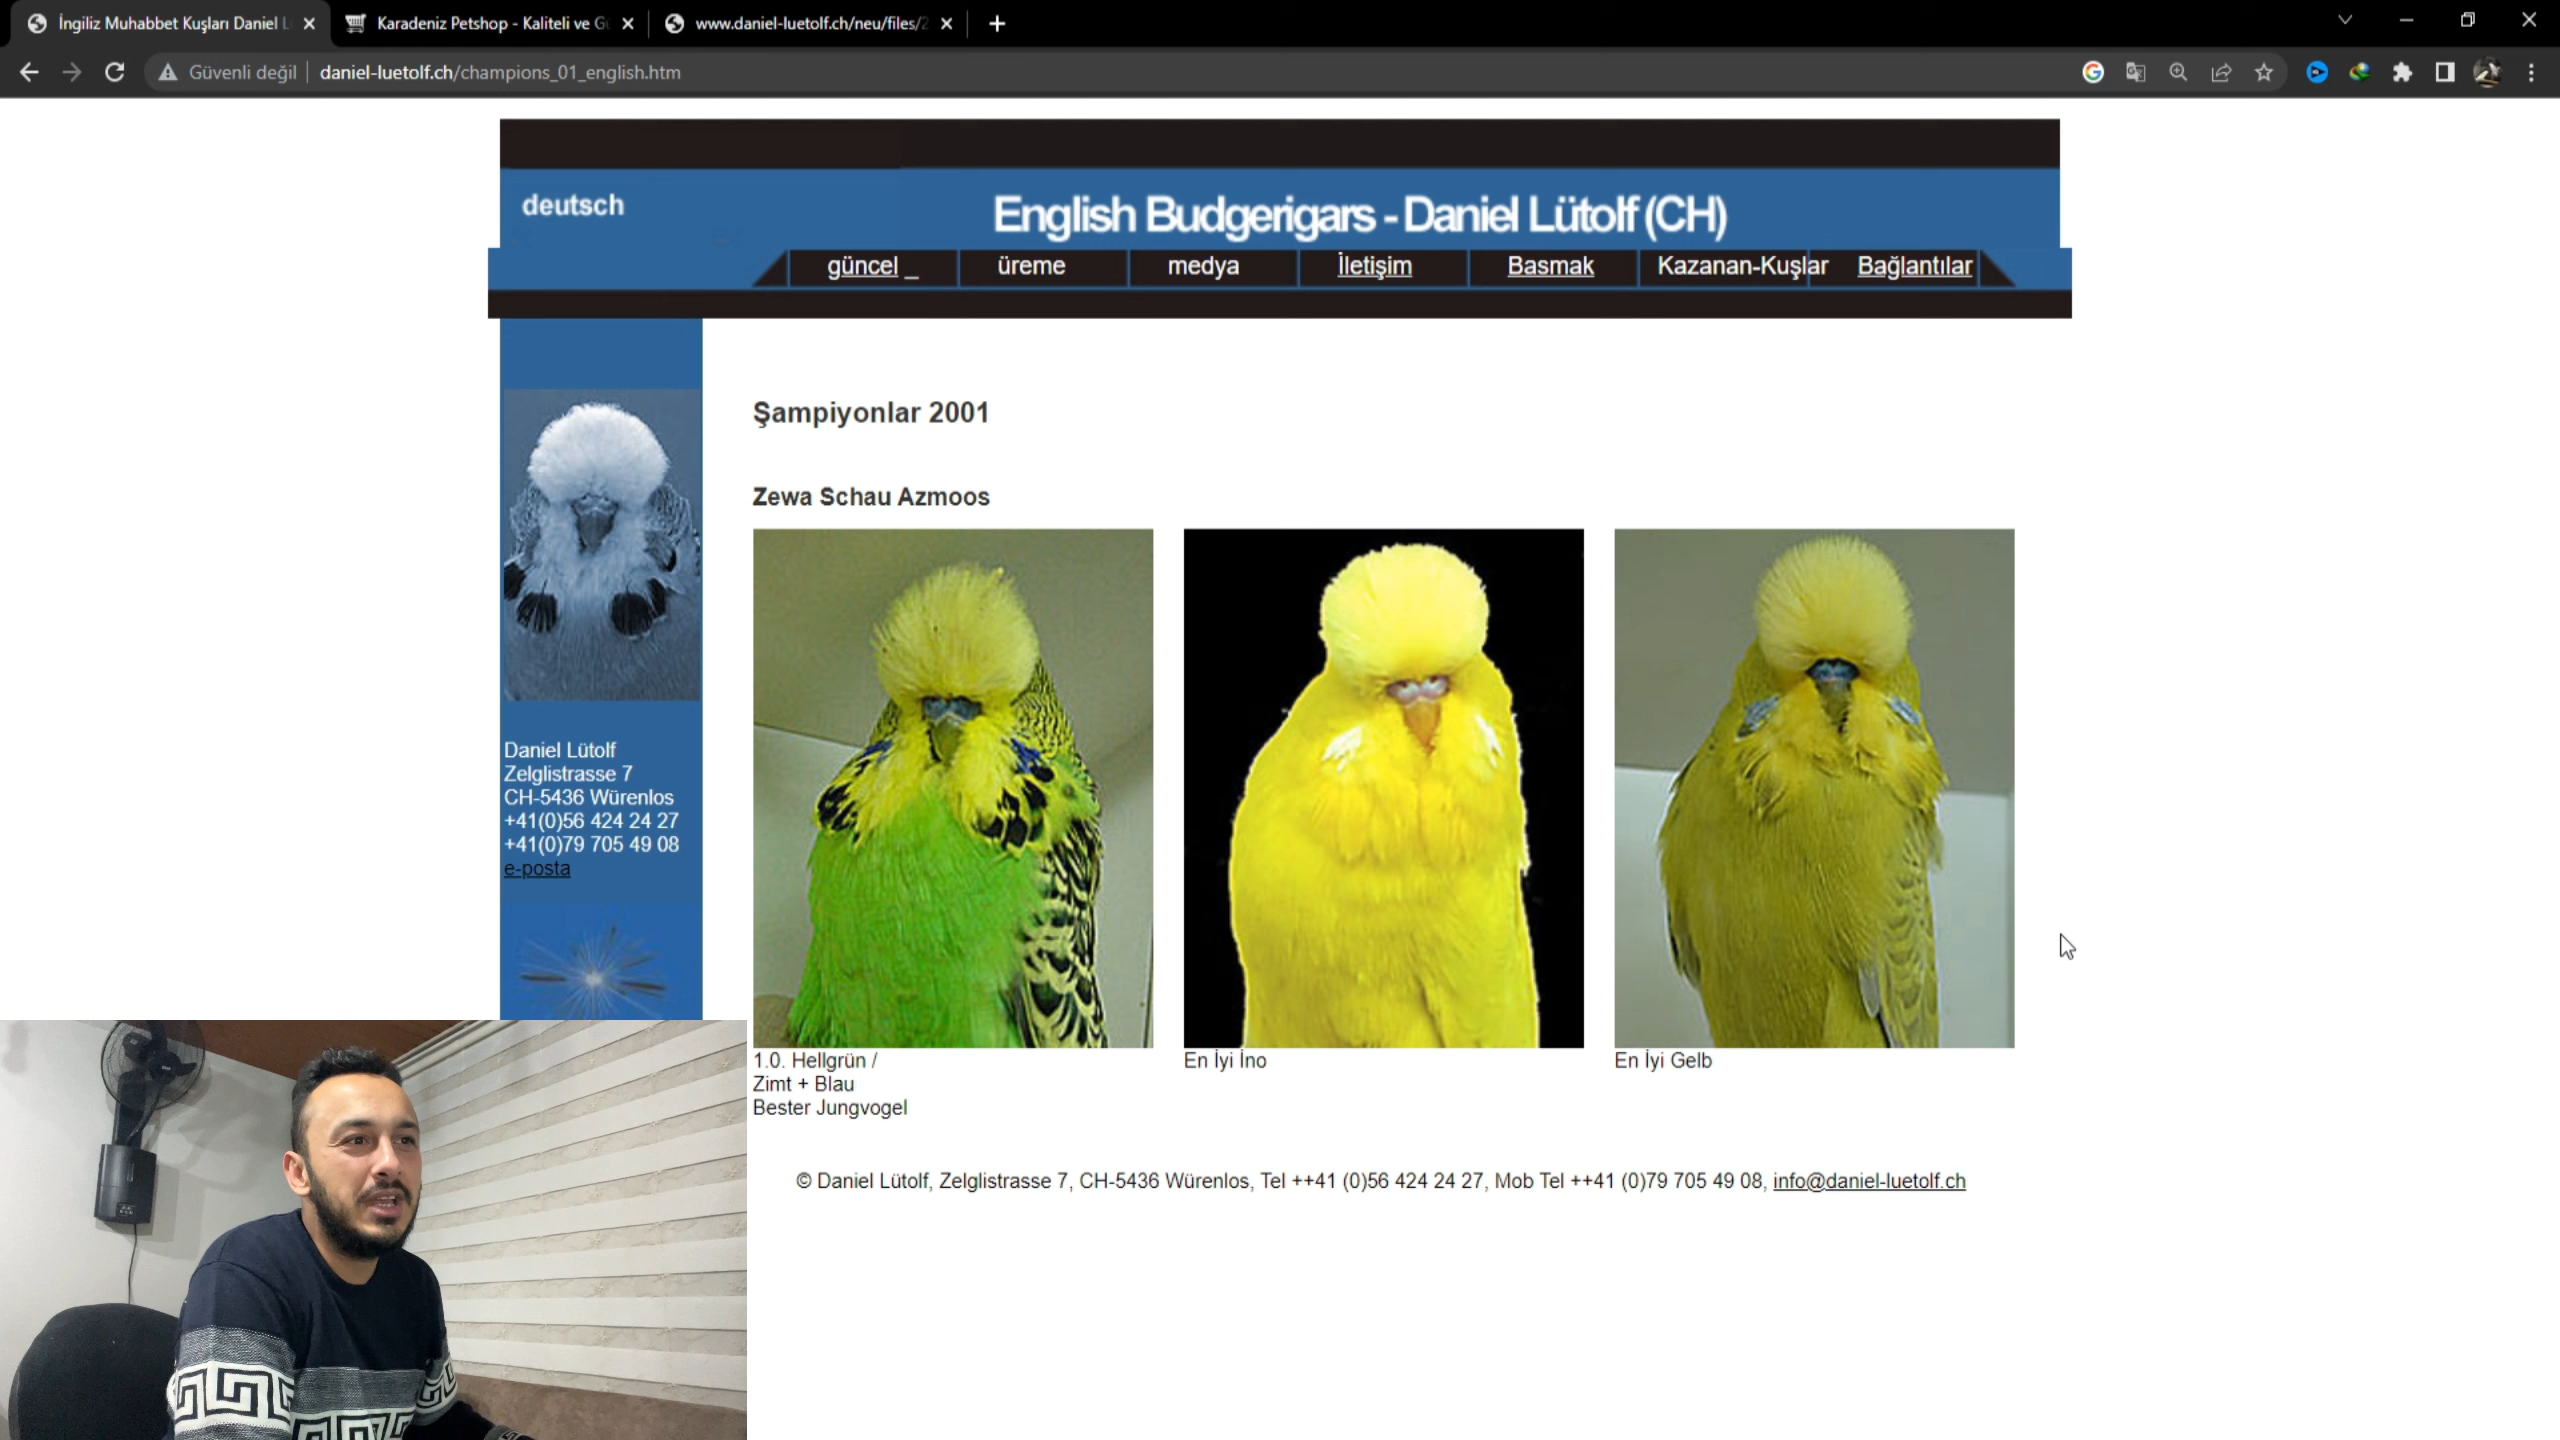 İngiliz Muhabbet Kuşları Daniel L
Karadeniz Petshop - Kaliteli ve G
www.daniel-luetolf.ch/neu/files/2
Güvenli değil
daniel-luetolf.ch/champions_01_english.htm
deutsch
English Budgerigars - Daniel Lütolf (CH)
güncel _
üreme
medya
İletişim
Basmak
Kazanan-Kuşlar
Bağlantılar
Şampiyonlar 2001
Zewa Schau Azmoos
Daniel Lütolf
Zelglistrasse 7
CH-5436 Würenlos
+41(0)56 424 24 27
+41(0)79 705 49 08
e-posta
1.0. Hellgrün /
Zimt + Blau
Bester Jungvogel
En İyi İno
En İyi Gelb
© Daniel Lütolf, Zelglistrasse 7, CH-5436 Würenlos, Tel ++41 (0)56 424 24 27, Mob Tel ++41 (0)79 705 49 08, info@daniel-luetolf.ch